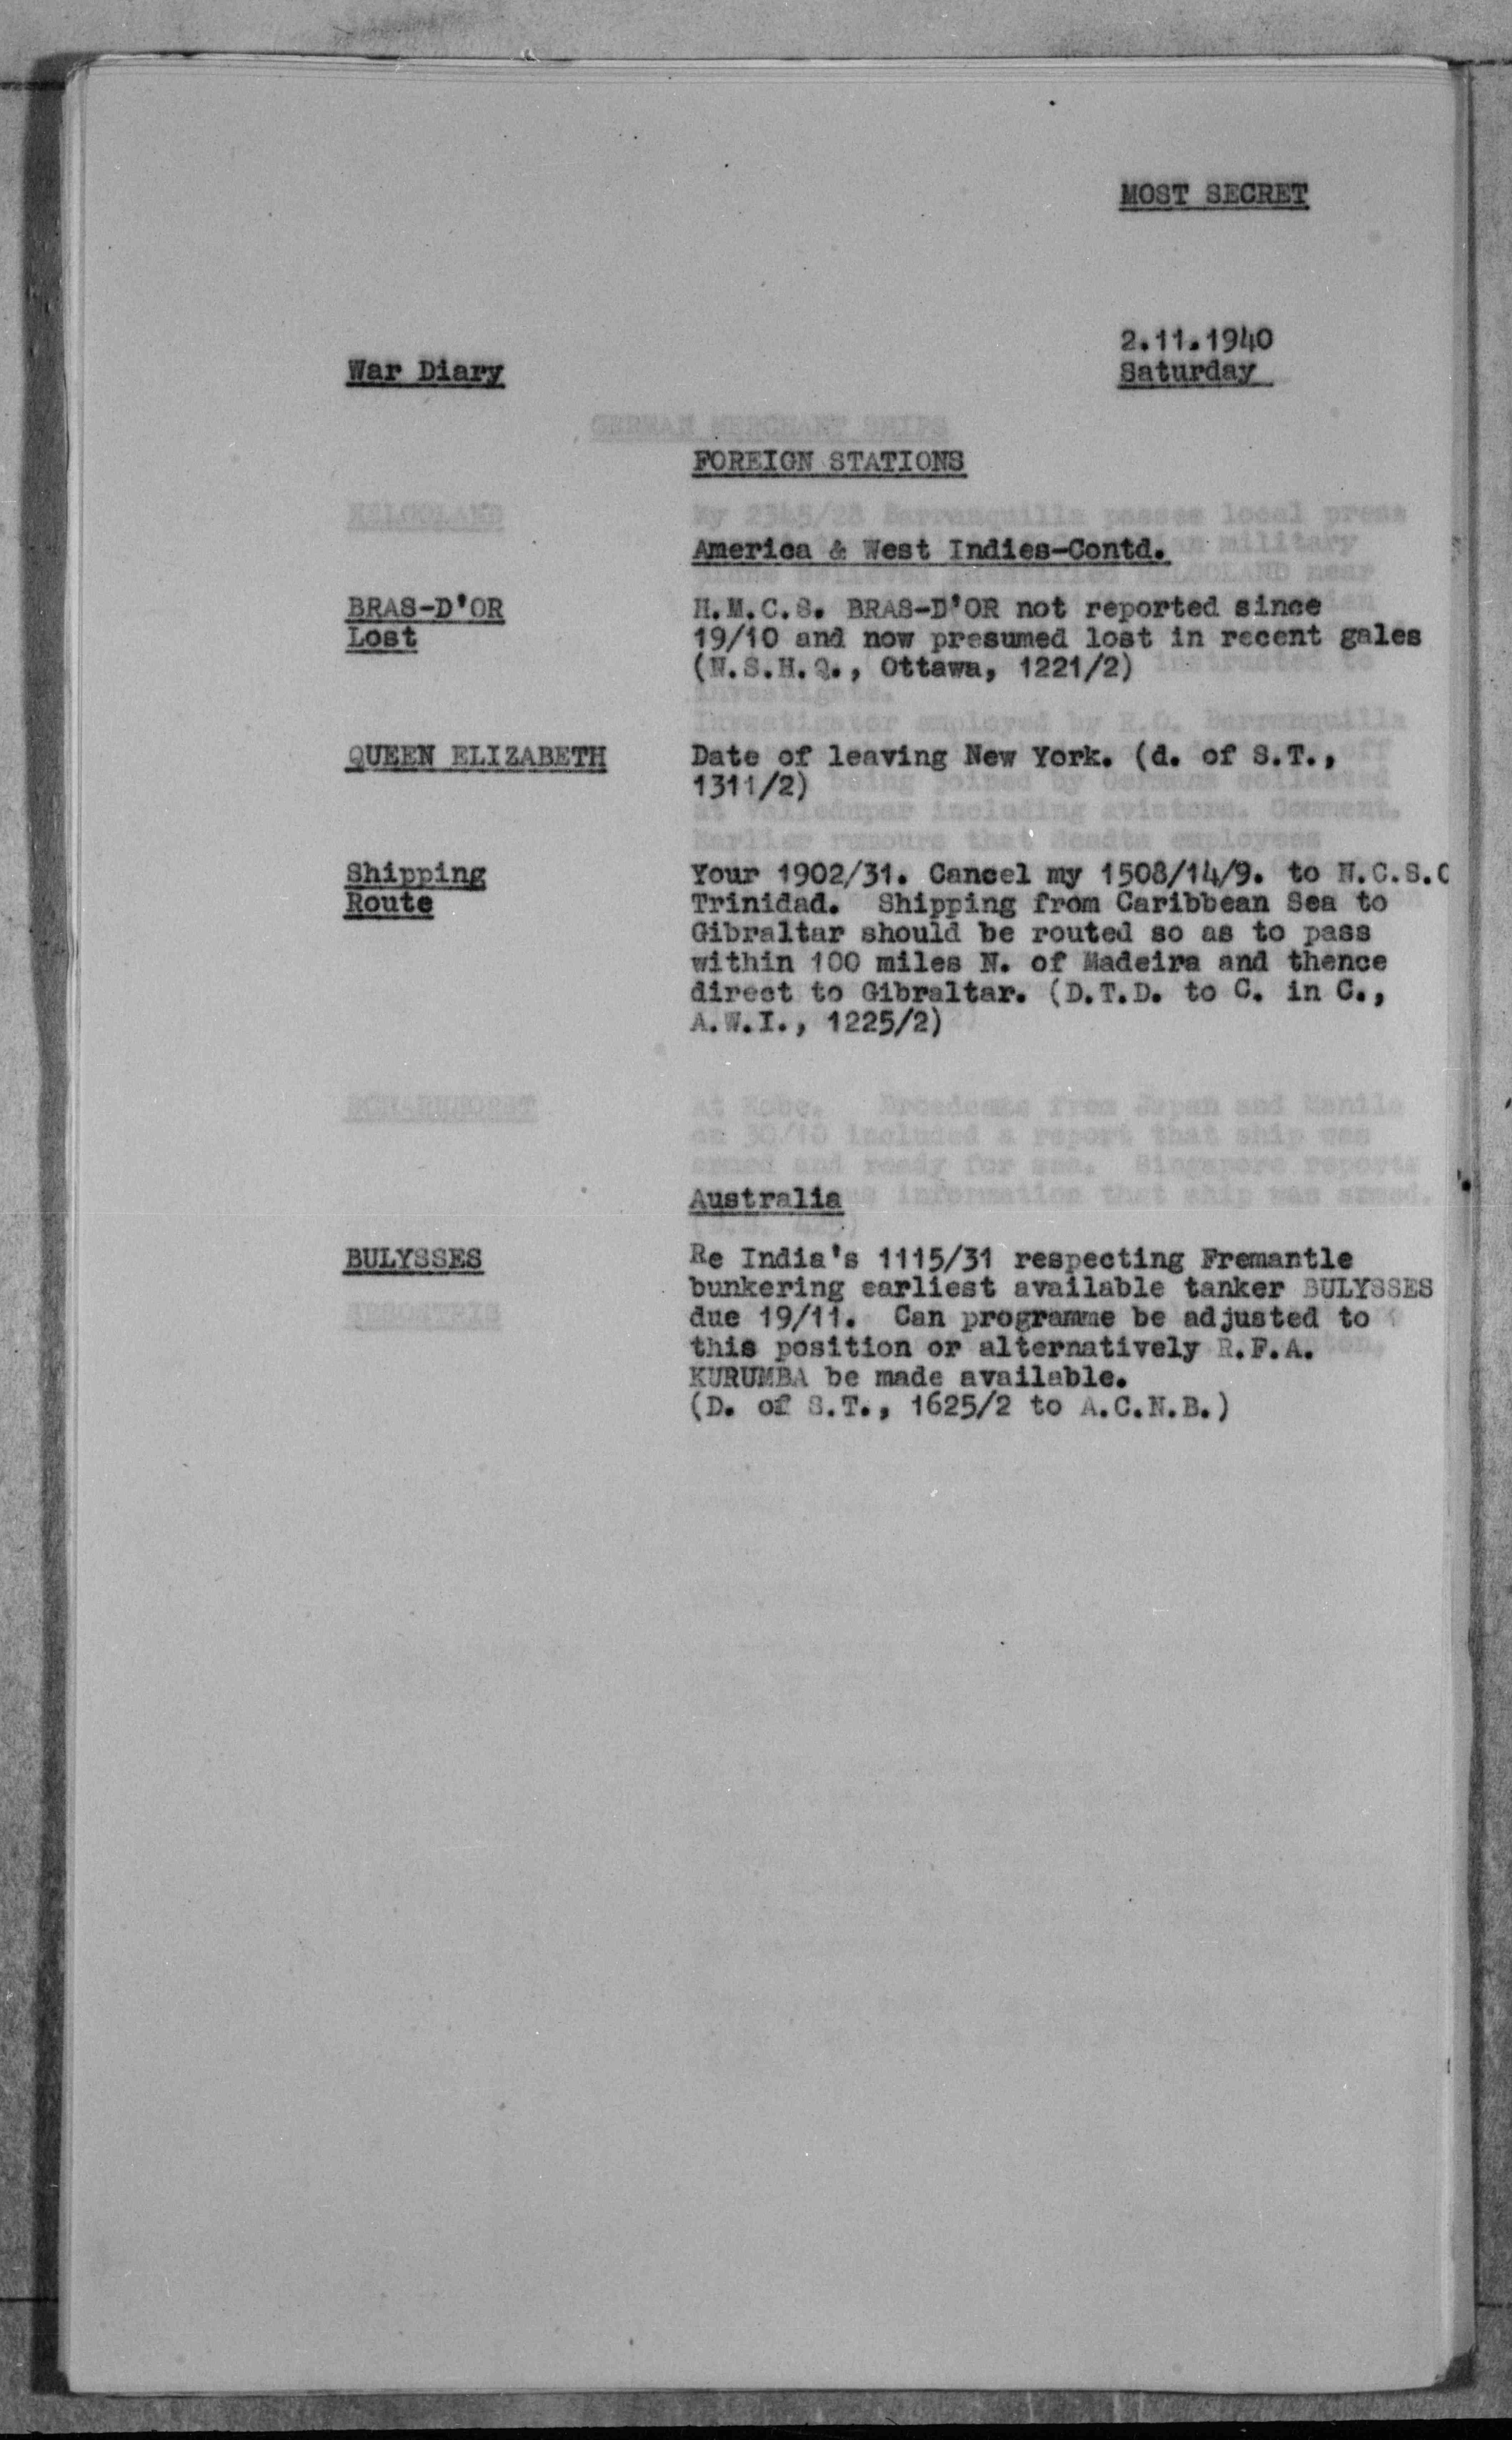 MOST SECRET
2.11.1940
War Diary
Saturday
GERMAN MERCHANT SHIPS
FOREIGN STATIONS
America & West Indies-Contd.
BRAS-D'OR
Lost
H.M.C.S. BRAS-D'OR not reported since
19/10 and now presumed lost in recent gales
(N.S.H.Q., Ottawa, 1221/2)
QUEEN ELIZABETH
Date of leaving New York. (d. of S.T.,
1311/2)
Shipping
Route
Your 1902/31. Cancel my 1508/14/9. to N.C.S.O
Trinidad. Shipping from Caribbean Sea to
Gibraltar should be routed so as to pass
within 100 miles N. of Madeira and thence
direct to Gibraltar. (D.T.D. to C. in C.,
A.W.I., 1225/2)
Australia
BULYSSES
Re India's 1115/31 respecting Fremantle
bunkering earliest available tanker BULYSSES
due 19/11. Can programme be adjusted to
this position or alternatively R.F.A.
KURUMBA be made available.
(D. of S.T., 1625/2 to A.C.N.B.)